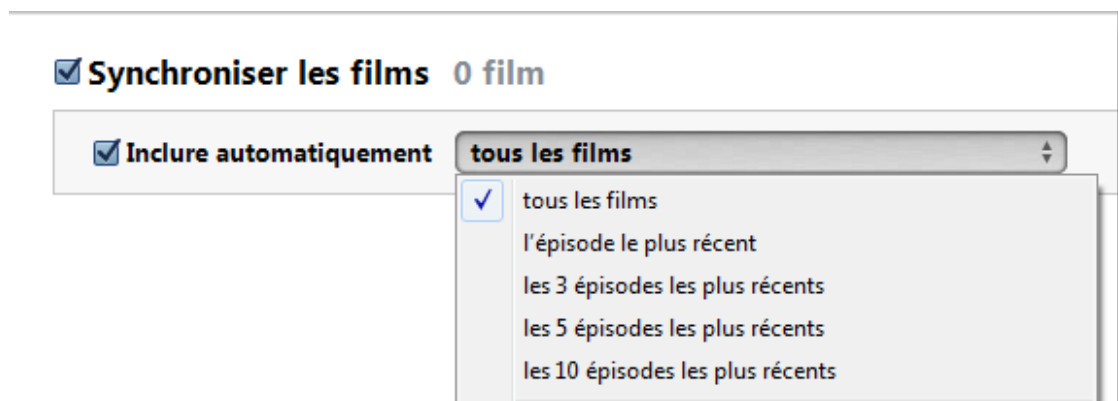 Synchroniser les films 0 film
Inclure automatiquement tous les films
tous les films
l'épisode le plus récent
les 3 épisodes les plus récents
les 5 épisodes les plus récents
les 10 épisodes les plus récents